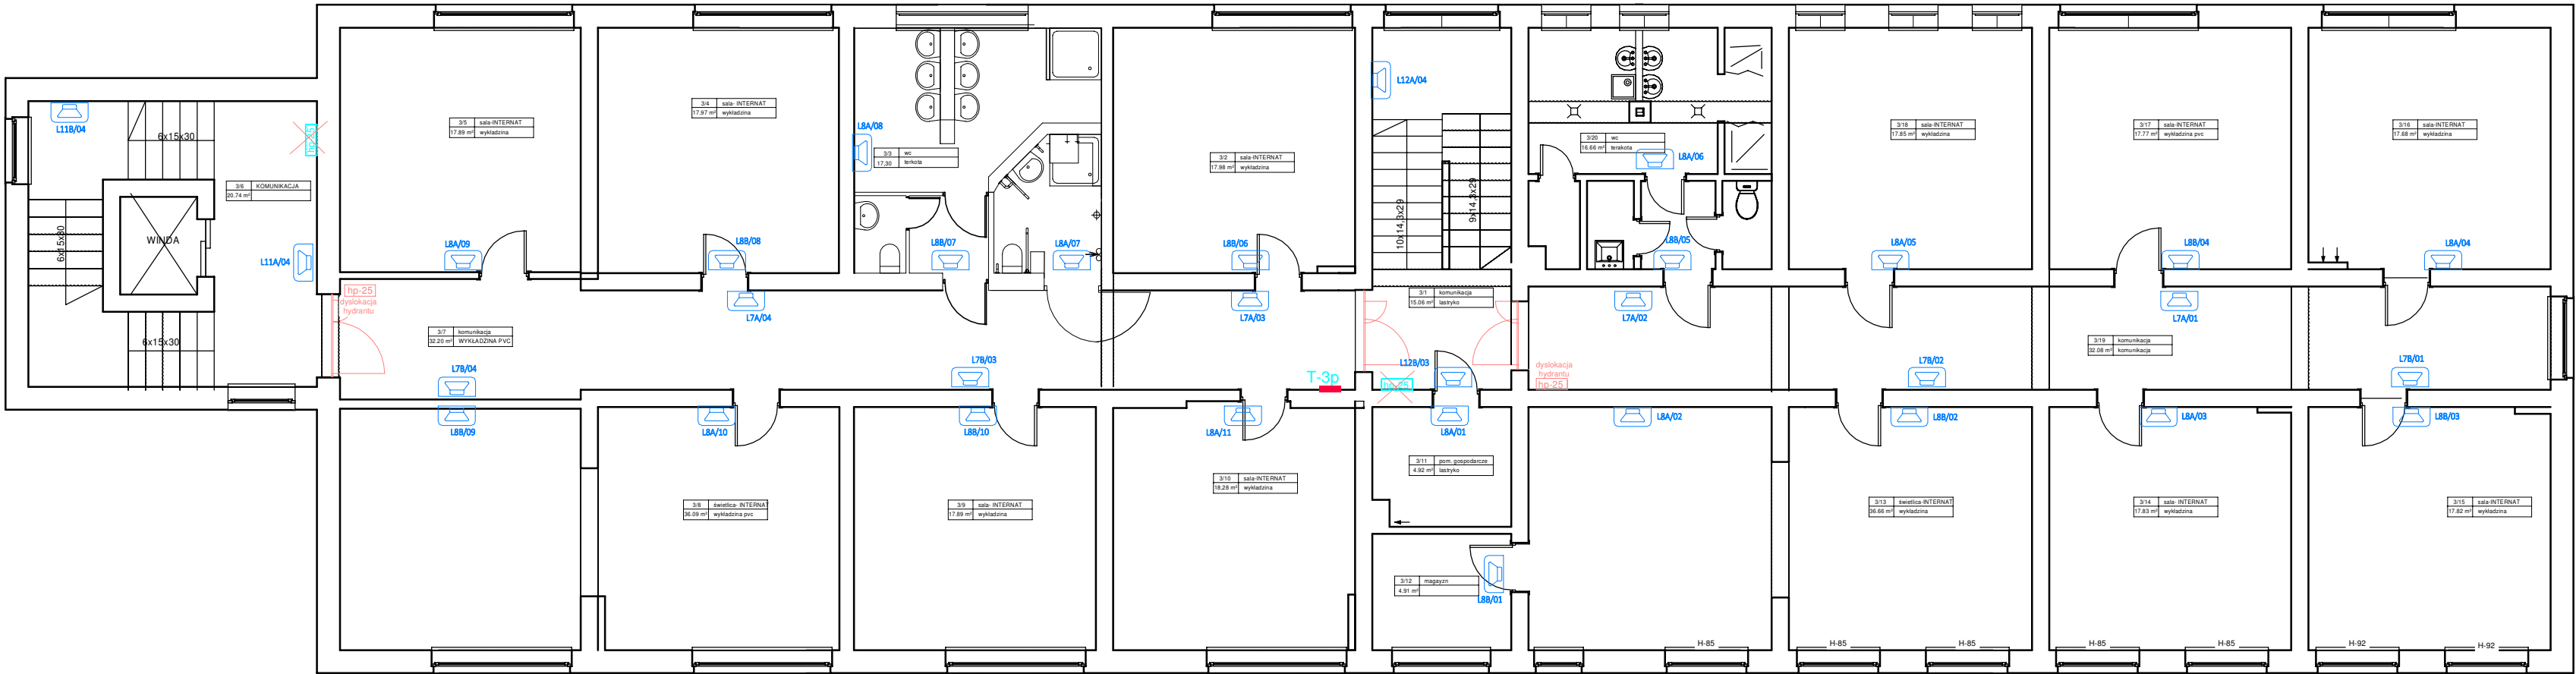 L11B/04
6x15x30
hp-25
3/6 KOMUNIKACJA
20.74 m²
6x15x30
WINDA
L11A/04
6x15x30
hp-25
dyslokacja
hydrantu
3/5 sala-INTERNAT
17.89 m² wykładzina
L8A/09
3/4 sala- INTERNAT
17.97 m² wykładzina
L8B/08
L8A/08
3/3 wc
17,30 terkota
L8B/07
L8A/07
3/2 sala-INTERNAT
17.98 m² wykładzina
L8B/06
L12A/04
10x14,3x29
9x14,3x29
3/1 komunikacja
15.06 m² lastryko
3/20 wc
16.66 m² terakota
L8A/06
L8B/05
3/18 sala-INTERNAT
17.85 m² wykładzina
L8A/05
3/17 sala-INTERNAT
17.77 m² wykładzina pvc
L8B/04
3/16 sala-INTERNAT
17.68 m² wykładzina
L8A/04
L7A/04
L7A/03
L7A/02
L7A/01
3/7 komunikacja
32.20 m² WYKŁADZINA PVC
L7B/04
L7B/03
T-3p
hp-25
L12B/03
dyslokacja
hydrantu
hp-25
L7B/02
3/19 komunikacja
32.08 m² komunikacja
L7B/01
L8B/09
L8A/10
L8B/10
L8A/11
L8A/01
L8A/02
L8B/02
L8A/03
L8B/03
3/8 świetlica- INTERNAT
36.09 m² wykładzina pvc
3/9 sala- INTERNAT
17.89 m² wykładzina
3/10 sala-INTERNAT
18.28 m² wykładzina
3/11 pom. gospodarcze
4.92 m² lastryko
3/12 magayzn
4.91 m²
L8B/01
3/13 świetlica-INTERNAT
36.66 m² wykładzina
3/14 sala- INTERNAT
17.83 m² wykładzina
3/15 sala-INTERNAT
17.82 m² wykładzina
H-85
H-85
H-85
H-85
H-85
H-92
H-92